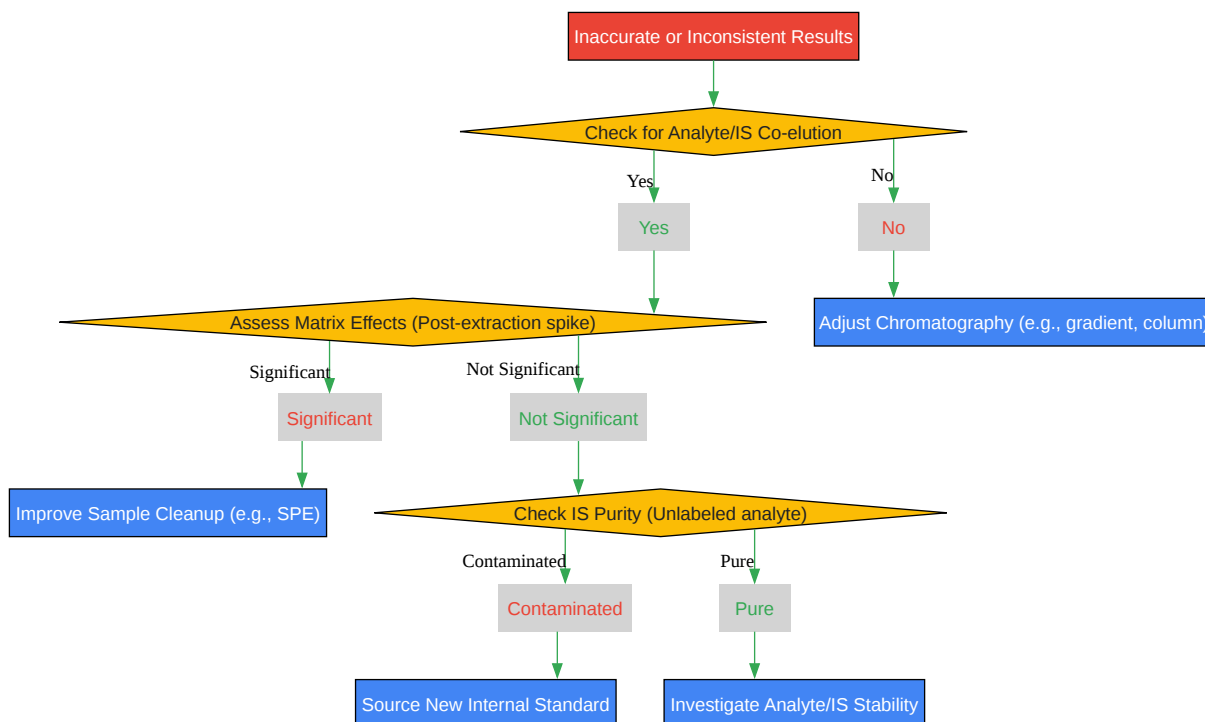 Inaccurate or Inconsistent Results
Check for Analyte/IS Co-elution
Yes
No
Yes
No
Assess Matrix Effects (Post-extraction spike)
Adjust Chromatography (e.g., gradient, column)
Significant
Not Significant
Significant
Not Significant
Improve Sample Cleanup (e.g., SPE)
Check IS Purity (Unlabeled analyte)
Contaminated
Pure
Contaminated
Pure
Source New Internal Standard
Investigate Analyte/IS Stability